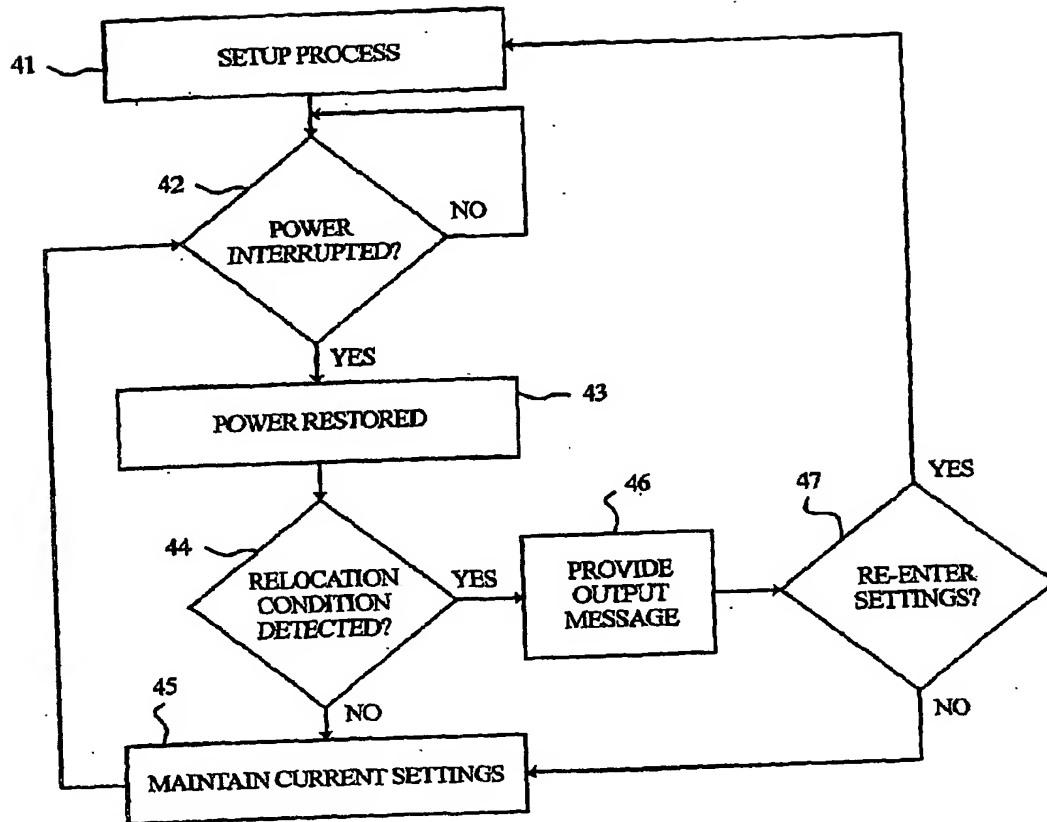 41
SETUP PROCESS
42
POWER
INTERRUPTED?
NO
YES
43
POWER RESTORED
44
RELOCATION
CONDITION
DETECTED?
YES
46
PROVIDE
OUTPUT
MESSAGE
47
RE-ENTER
SETTINGS?
YES
NO
NO
45
MAINTAIN CURRENT SETTINGS